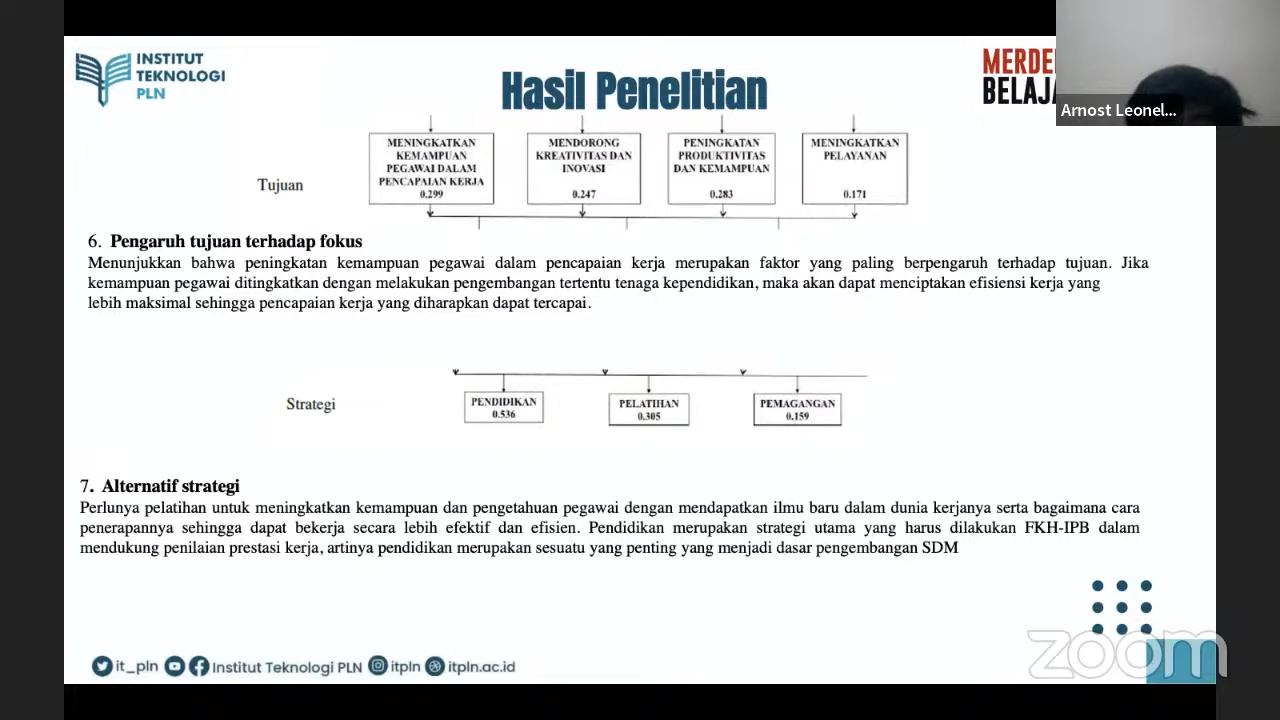 INSTITUT
TEKNOLOGI
PLN
Hasil Penelitian
MERDE
BELAJA
Arnost Leonel...
Tujuan
MENINGKATKAN
KEMAMPUAN
PEGAWAI DALAM
PENCAPAIAN KERJA
0.299
MENDORONG
KREATIVITAS DAN
INOVASI
0.247
PENINGKATAN
PRODUKTIVITAS
DAN KEMAMPUAN
0.283
MENINGKATKAN
PELAYANAN
0.171
6. Pengaruh tujuan terhadap fokus
Menunjukkan bahwa peningkatan kemampuan pegawai dalam pencapaian kerja merupakan faktor yang paling berpengaruh terhadap tujuan. Jika
kemampuan pegawai ditingkatkan dengan melakukan pengembangan tertentu tenaga kependidikan, maka akan dapat menciptakan efisiensi kerja yang
lebih maksimal sehingga pencapaian kerja yang diharapkan dapat tercapai.
Strategi
PENDIDIKAN
0.536
PELATIHAN
0.305
PEMAGANGAN
0.159
7. Alternatif strategi
Perlunya pelatihan untuk meningkatkan kemampuan dan pengetahuan pegawai dengan mendapatkan ilmu baru dalam dunia kerjanya serta bagaimana cara
penerapannya sehingga dapat bekerja secara lebih efektif dan efisien. Pendidikan merupakan strategi utama yang harus dilakukan FKH-IPB dalam
mendukung penilaian prestasi kerja, artinya pendidikan merupakan sesuatu yang penting yang menjadi dasar pengembangan SDM
it_pln Institut Teknologi PLN itpln itpln.ac.id
zoom